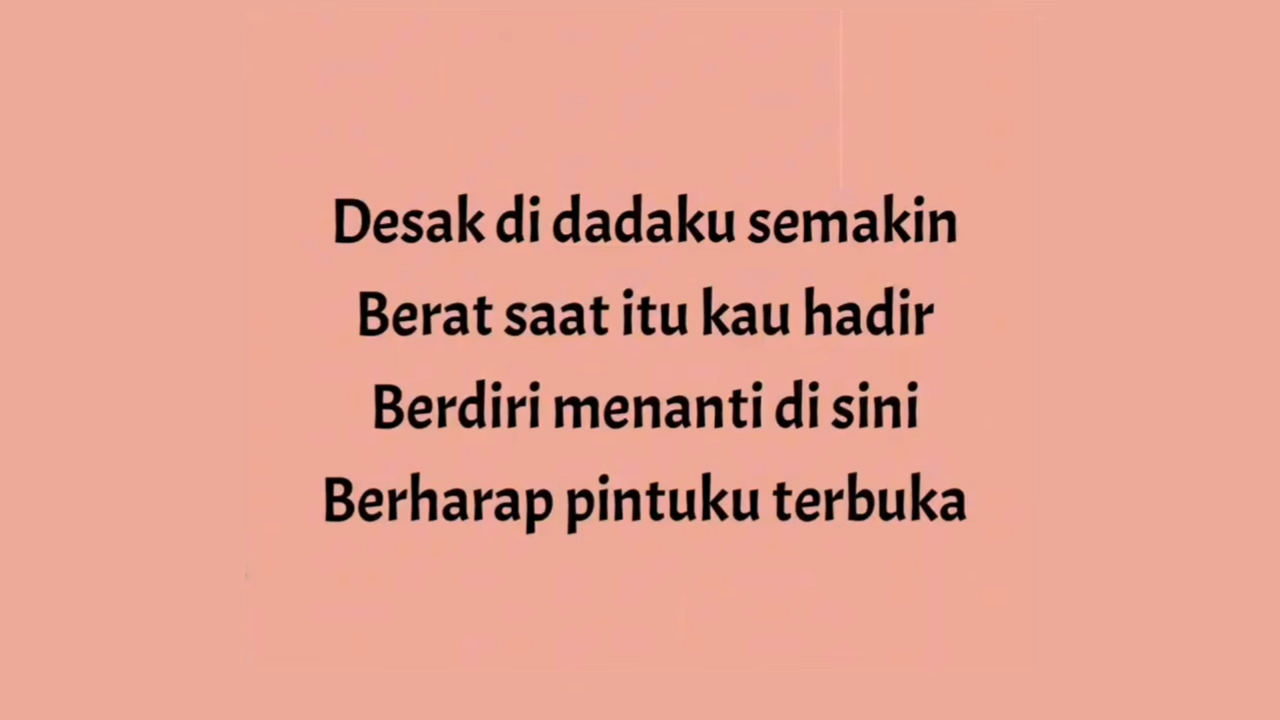 Desak di dadaku semakin
Berat saat itu kau hadir
Berdiri menanti di sini
Berharap pintuku terbuka